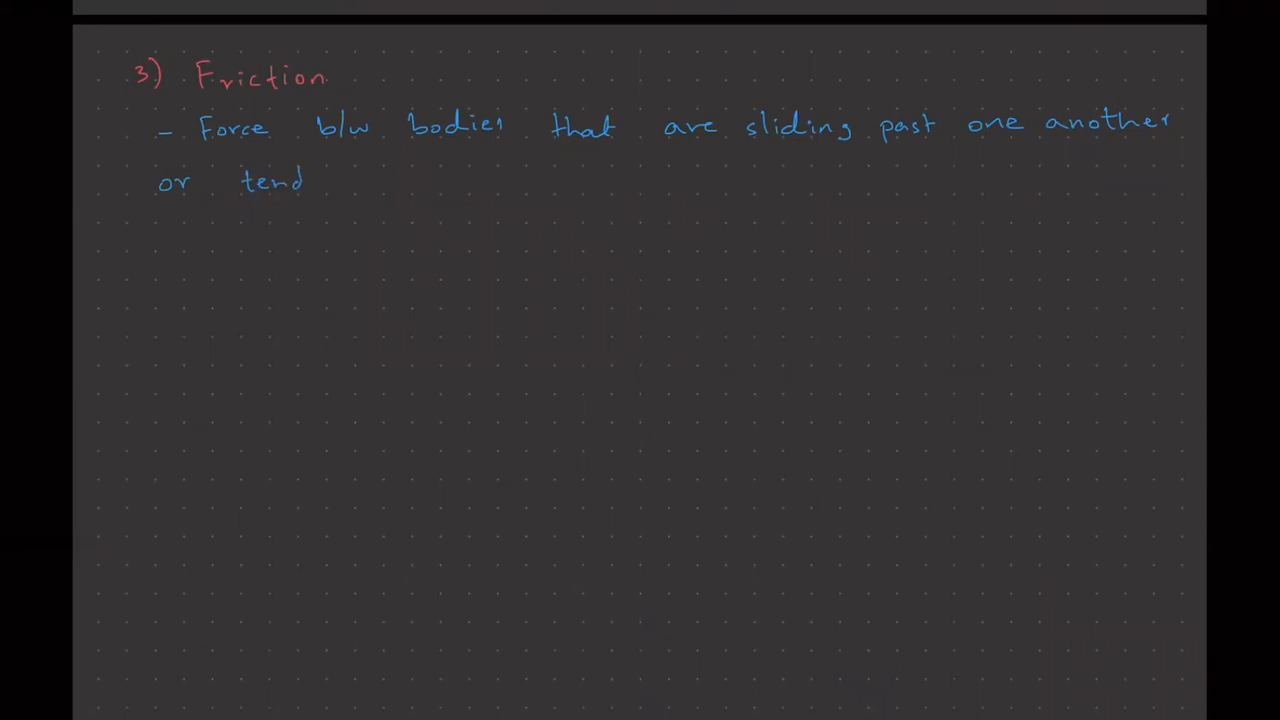 3) Friction
- Force b/w bodies that are sliding past one another
or tend